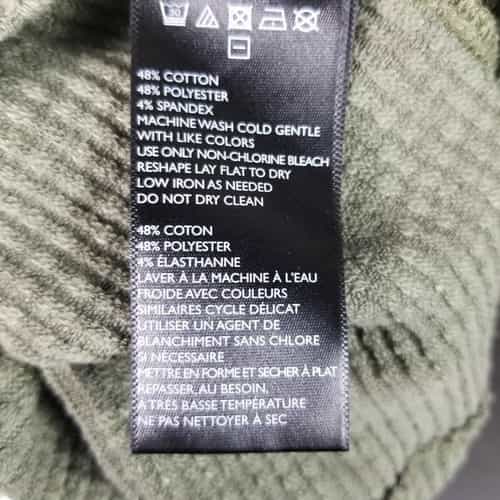 30
48% COTTON
48% POLYESTER
4% SPANDEX
MACHINE WASH COLD GENTLE
WITH LIKE COLORS
USE ONLY NON-CHLORINE BLEACH
RESHAPE LAY FLAT TO DRY
LOW IRON AS NEEDED
DO NOT DRY CLEAN
48% COTON
48% POLYESTER
4% ÉLASTHANNE
LAVER À LA MACHINE À L'EAU
FROIDE AVEC COULEURS
SIMILAIRES CYCLE DÉLICAT
UTILISER UN AGENT DE
BLANCHIMENT SANS CHLORE
SI NÉCESSAIRE
METTRE EN FORME ET SÉCHER À PLAT
REPASSER, AU BESOIN,
À TRÈS BASSE TEMPÉRATURE
NE PAS NETTOYER À SEC